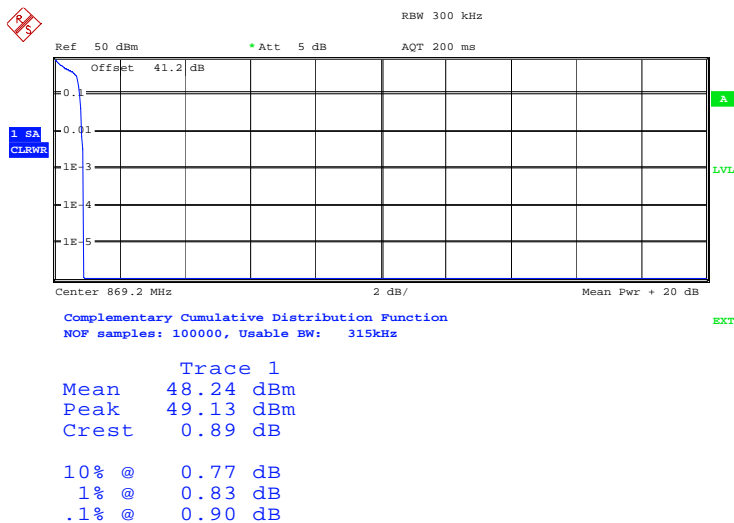 R S
RBW 300 kHz
Ref 50 dBm * Att 5 dB AQT 200 ms
Offset 41.2 dB
0.1
A
0.01
1 SA
CLRWR
1E-3
LVL
1E-4
1E-5
Center 869.2 MHz 2 dB/ Mean Pwr + 20 dB
Complementary Cumulative Distribution Function
EXT
NOF samples: 100000, Usable BW: 315kHz
Trace 1
Mean 48.24 dBm
Peak 49.13 dBm
Crest 0.89 dB
10% @ 0.77 dB
1% @ 0.83 dB
.1% @ 0.90 dB